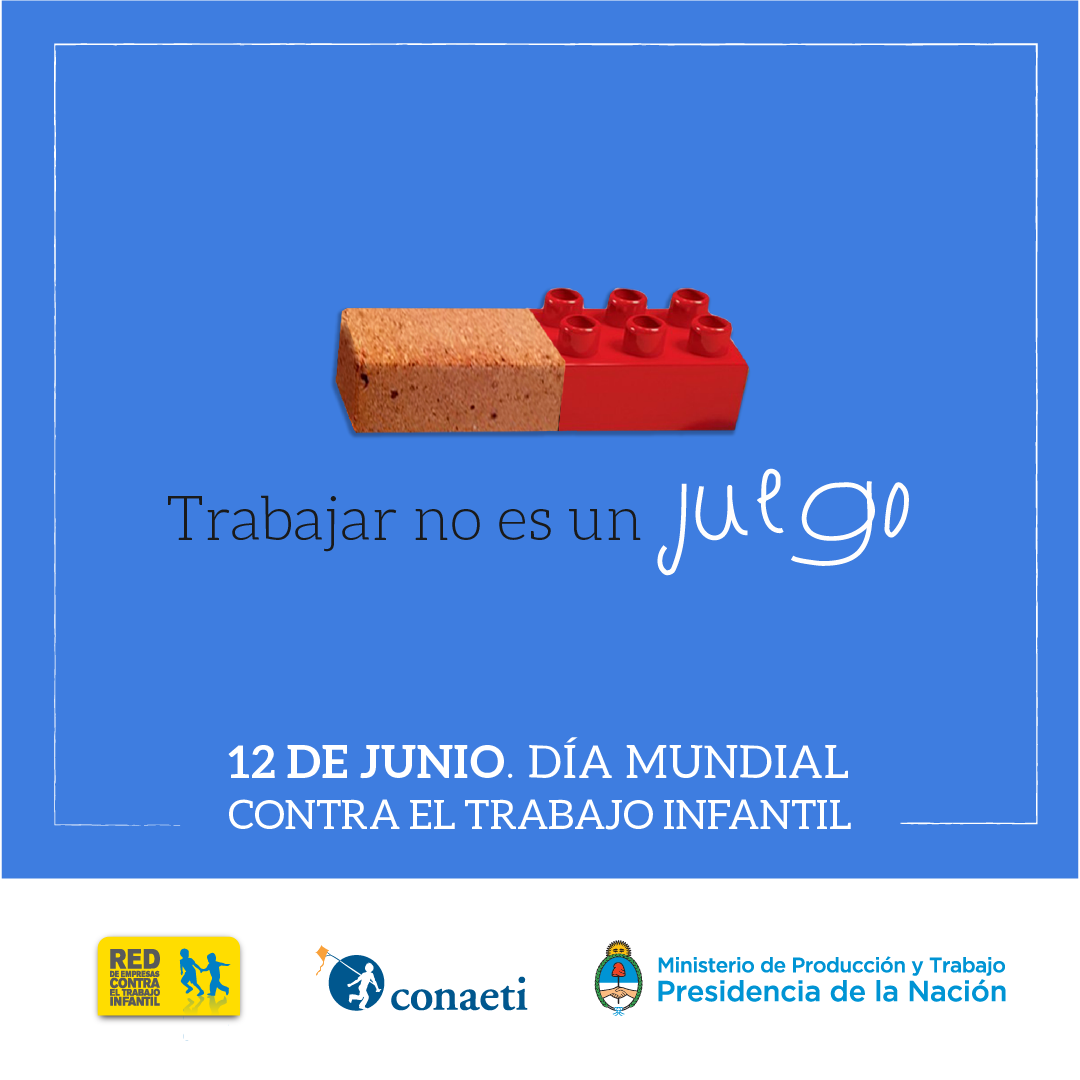 Trabajar no es un juego
12 DE JUNIO. DÍA MUNDIAL
CONTRA EL TRABAJO INFANTIL
RED
DE EMPRESAS
CONTRA
EL TRABAJO
INFANTIL
conaeti
Ministerio de Producción y Trabajo
Presidencia de la Nación